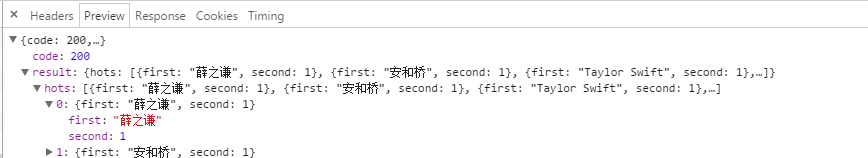 × Headers Preview Response Cookies Timing
▼{code: 200,…}
code: 200
▼result: {hots: [{first: "薛之谦", second: 1}, {first: "安和桥", second: 1}, {first: "Taylor Swift", second: 1},…]}
▼hots: [{first: "薛之谦", second: 1}, {first: "安和桥", second: 1}, {first: "Taylor Swift", second: 1},…]
▼0: {first: "薛之谦", second: 1}
first: "薛之谦"
second: 1
▶1: {first: "安和桥", second: 1}